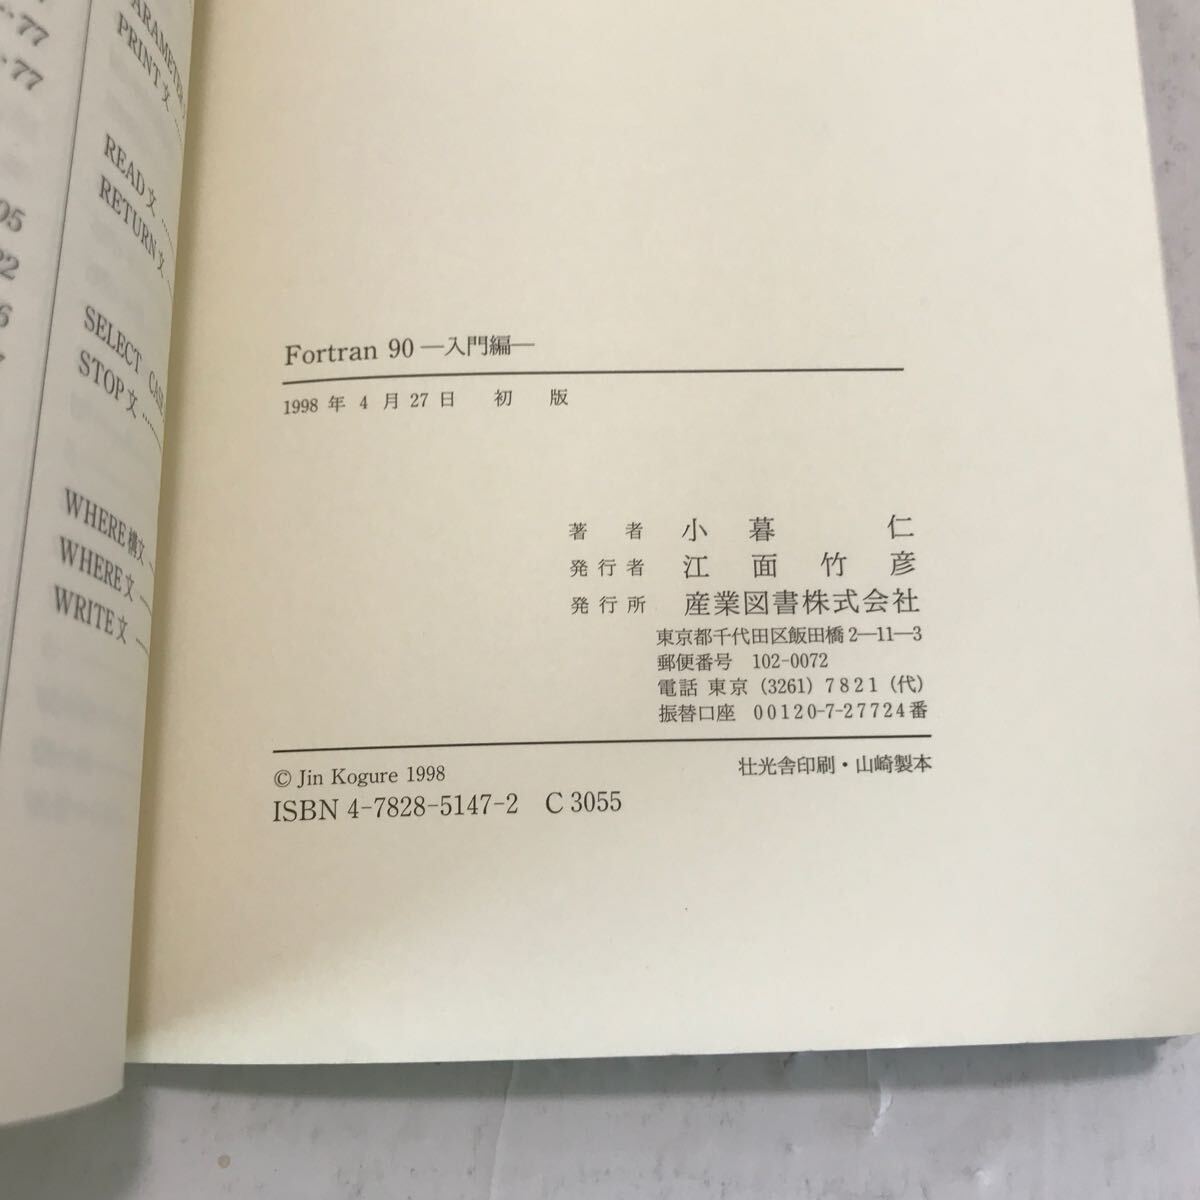 ‥77
‥77
05
22
6
PRINT文 ……
READ文 ……
RETURN文
SELECT CASE
STOP文 ……
WHERE構文
WHERE文
WRITE文
Fortran 90 ―入門編―
1998 年 4 月 27 日 初 版
著 者 小 暮 仁
発行者 江 面 竹 彦
発行所 産業図書株式会社
東京都千代田区飯田橋2―11―3
郵便番号 102-0072
電話 東京 (3261) 7821 (代)
振替口座 00120-7-27724番
© Jin Kogure 1998
壮光舎印刷・山崎製本
ISBN 4-7828-5147-2 C 3055